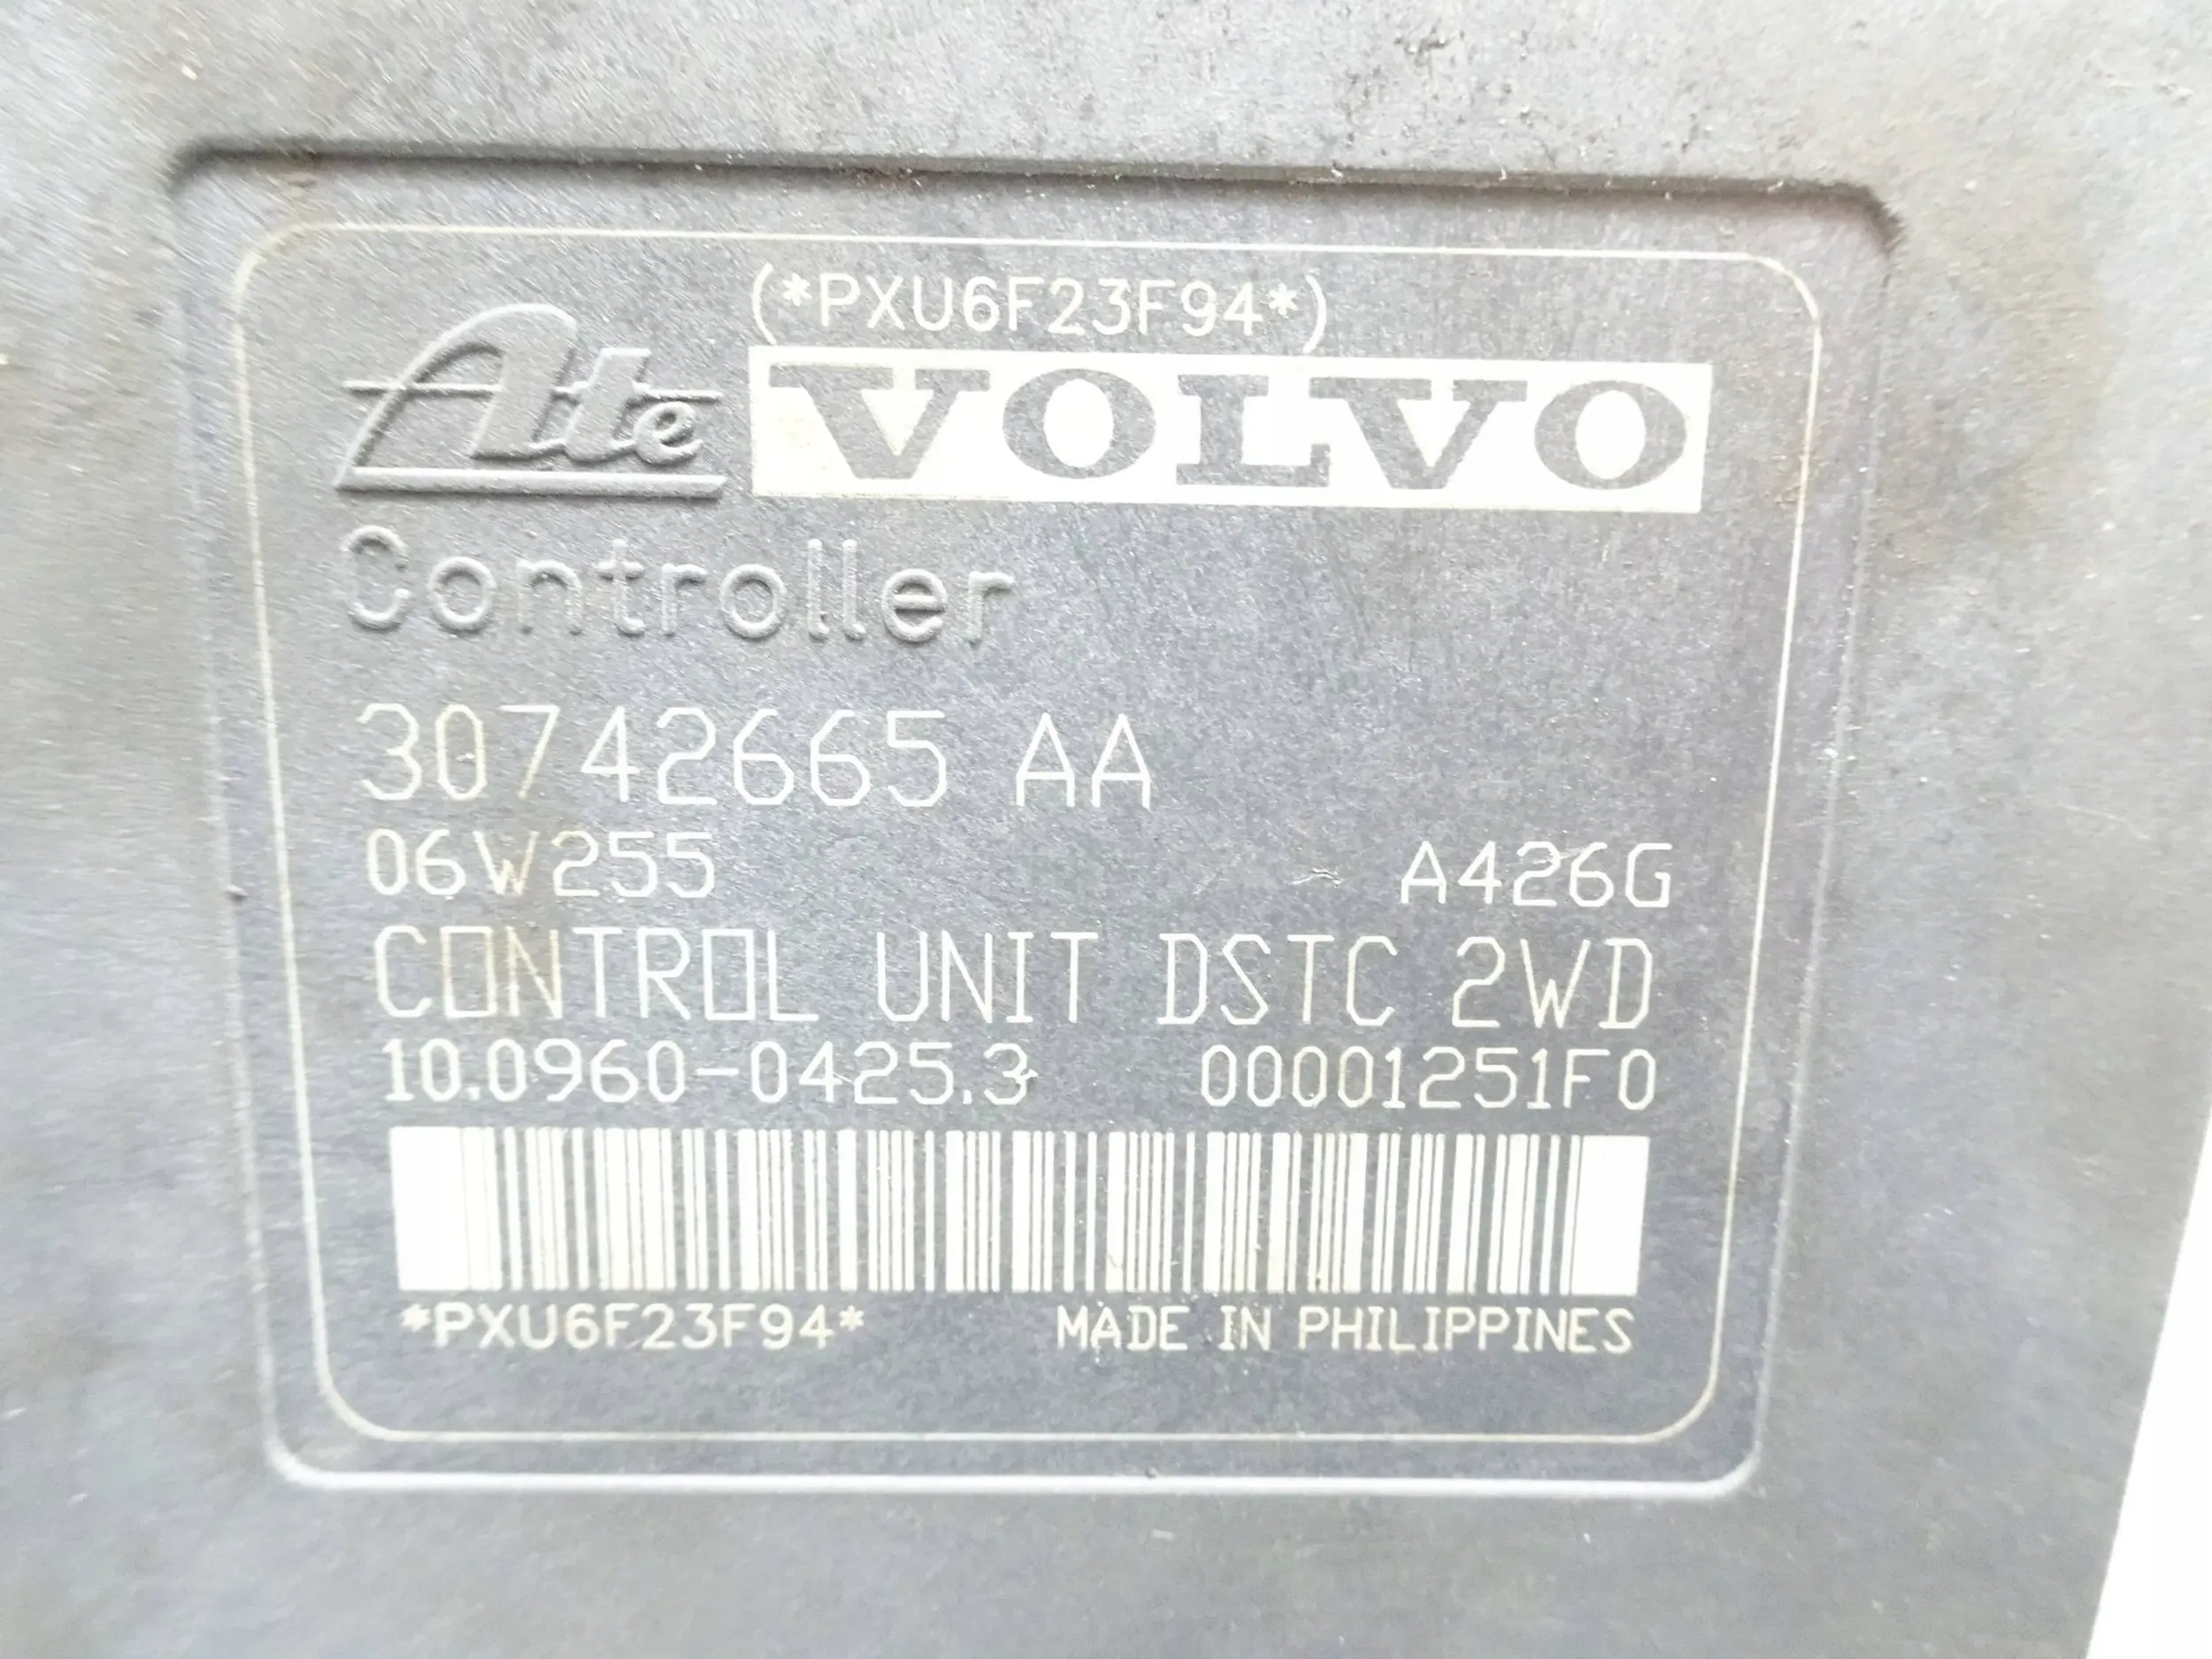 (*PXU6F23F94*)
Ate VOLVO
Controller
30742665 AA
06W255 A426G
CONTROL UNIT DSTC 2WD
10.0960-0425.3 00001251F0
*PXU6F23F94* MADE IN PHILIPPINES